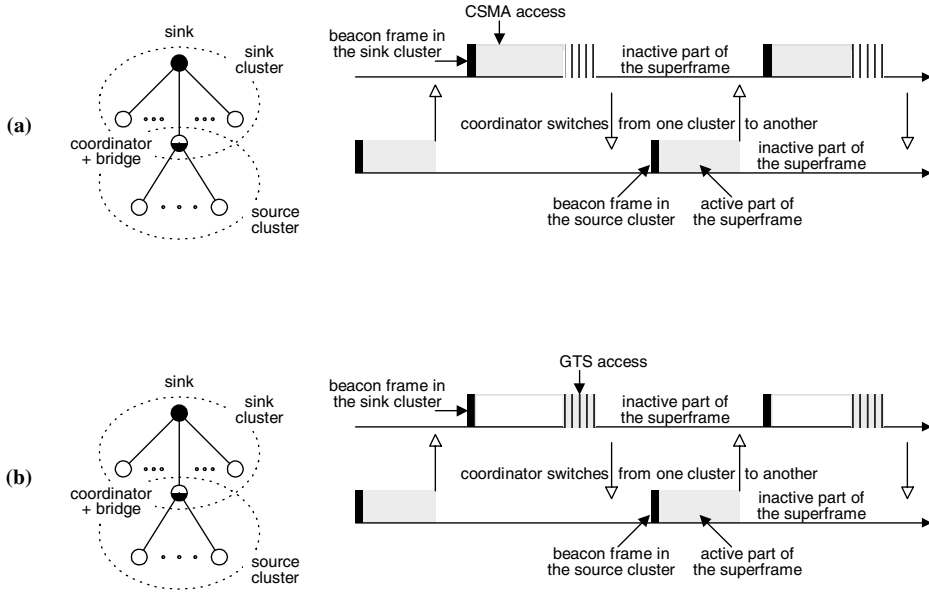 CSMA access
sink
beacon frame in
the sink cluster
sink
cluster
inactive part
of the superframe
(a)
coordinator
+ bridge
coordinator switches from one cluster to another
inactive part
of the superframe
source
cluster
beacon frame in
the source cluster
active part of
the superframe
GTS access
sink
beacon frame in
the sink cluster
sink
cluster
inactive part
of the superframe
(b)
coordinator
+ bridge
coordinator switches from one cluster to another
inactive part
of the superframe
source
cluster
beacon frame in
the source cluster
active part of
the superframe